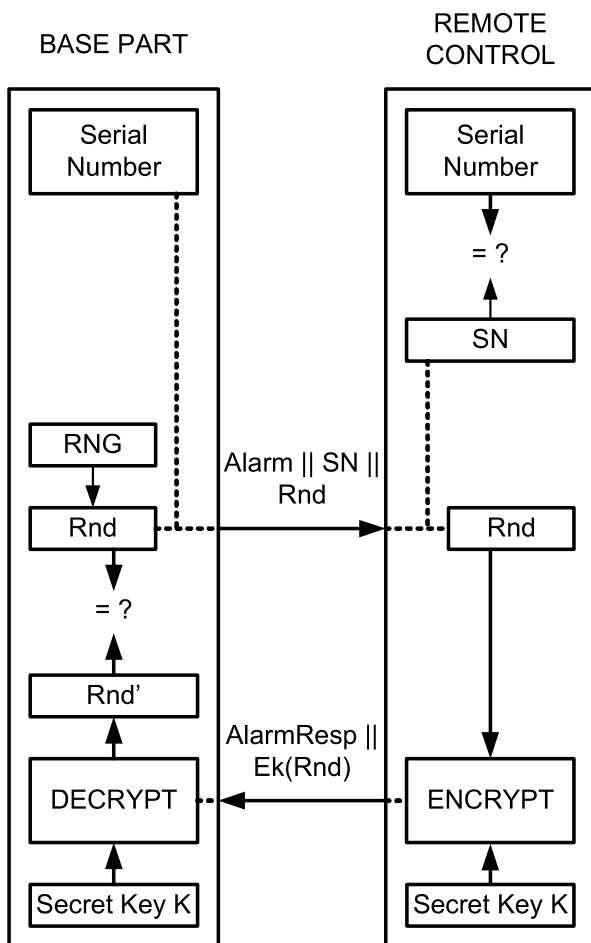 BASE PART
REMOTE
CONTROL
Serial
Number
Serial
Number
= ?
SN
RNG
Alarm || SN ||
Rnd
Rnd
Rnd
= ?
Rnd’
AlarmResp ||
Ek(Rnd)
DECRYPT
ENCRYPT
Secret Key K
Secret Key K